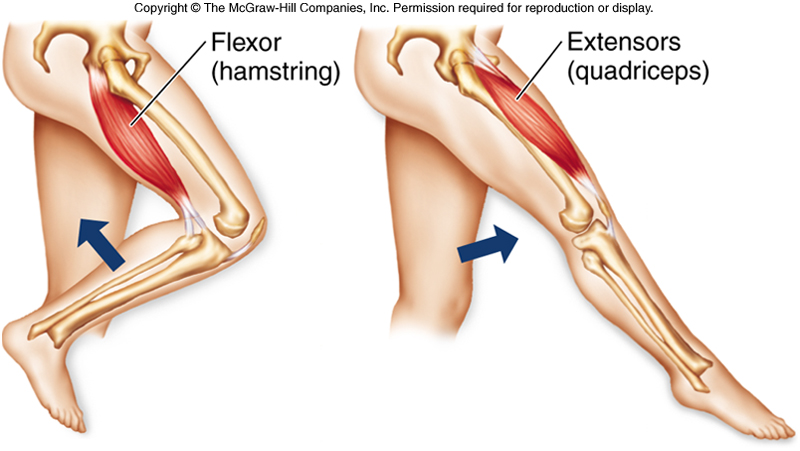 Copyright © The McGraw-Hill Companies, Inc. Permission required for reproduction or display.
Flexor
(hamstring)
Extensors
(quadriceps)